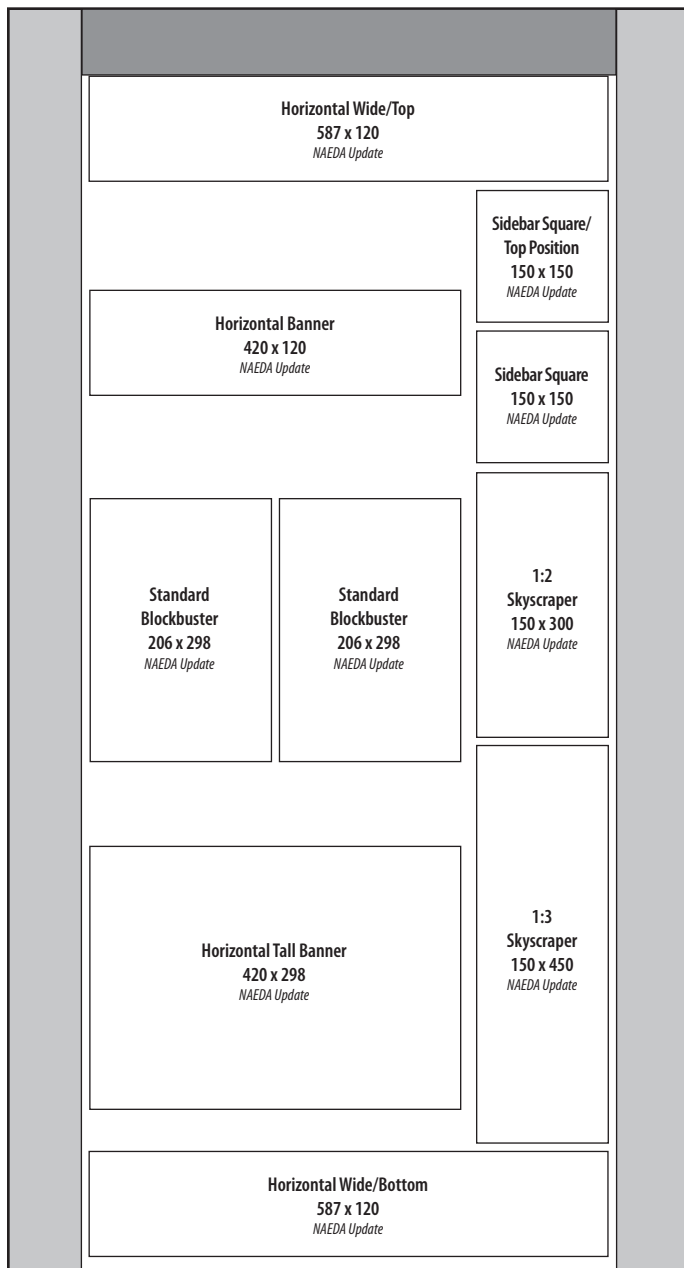 Horizontal Wide/Top
587 x 120
NAEDA Update
Sidebar Square/
Top Position
150 x 150
NAEDA Update
Horizontal Banner
420 x 120
NAEDA Update
Sidebar Square
150 x 150
NAEDA Update
Standard
Blockbuster
206 x 298
NAEDA Update
Standard
Blockbuster
206 x 298
NAEDA Update
1:2
Skyscraper
150 x 300
NAEDA Update
Horizontal Tall Banner
420 x 298
NAEDA Update
1:3
Skyscraper
150 x 450
NAEDA Update
Horizontal Wide/Bottom
587 x 120
NAEDA Update